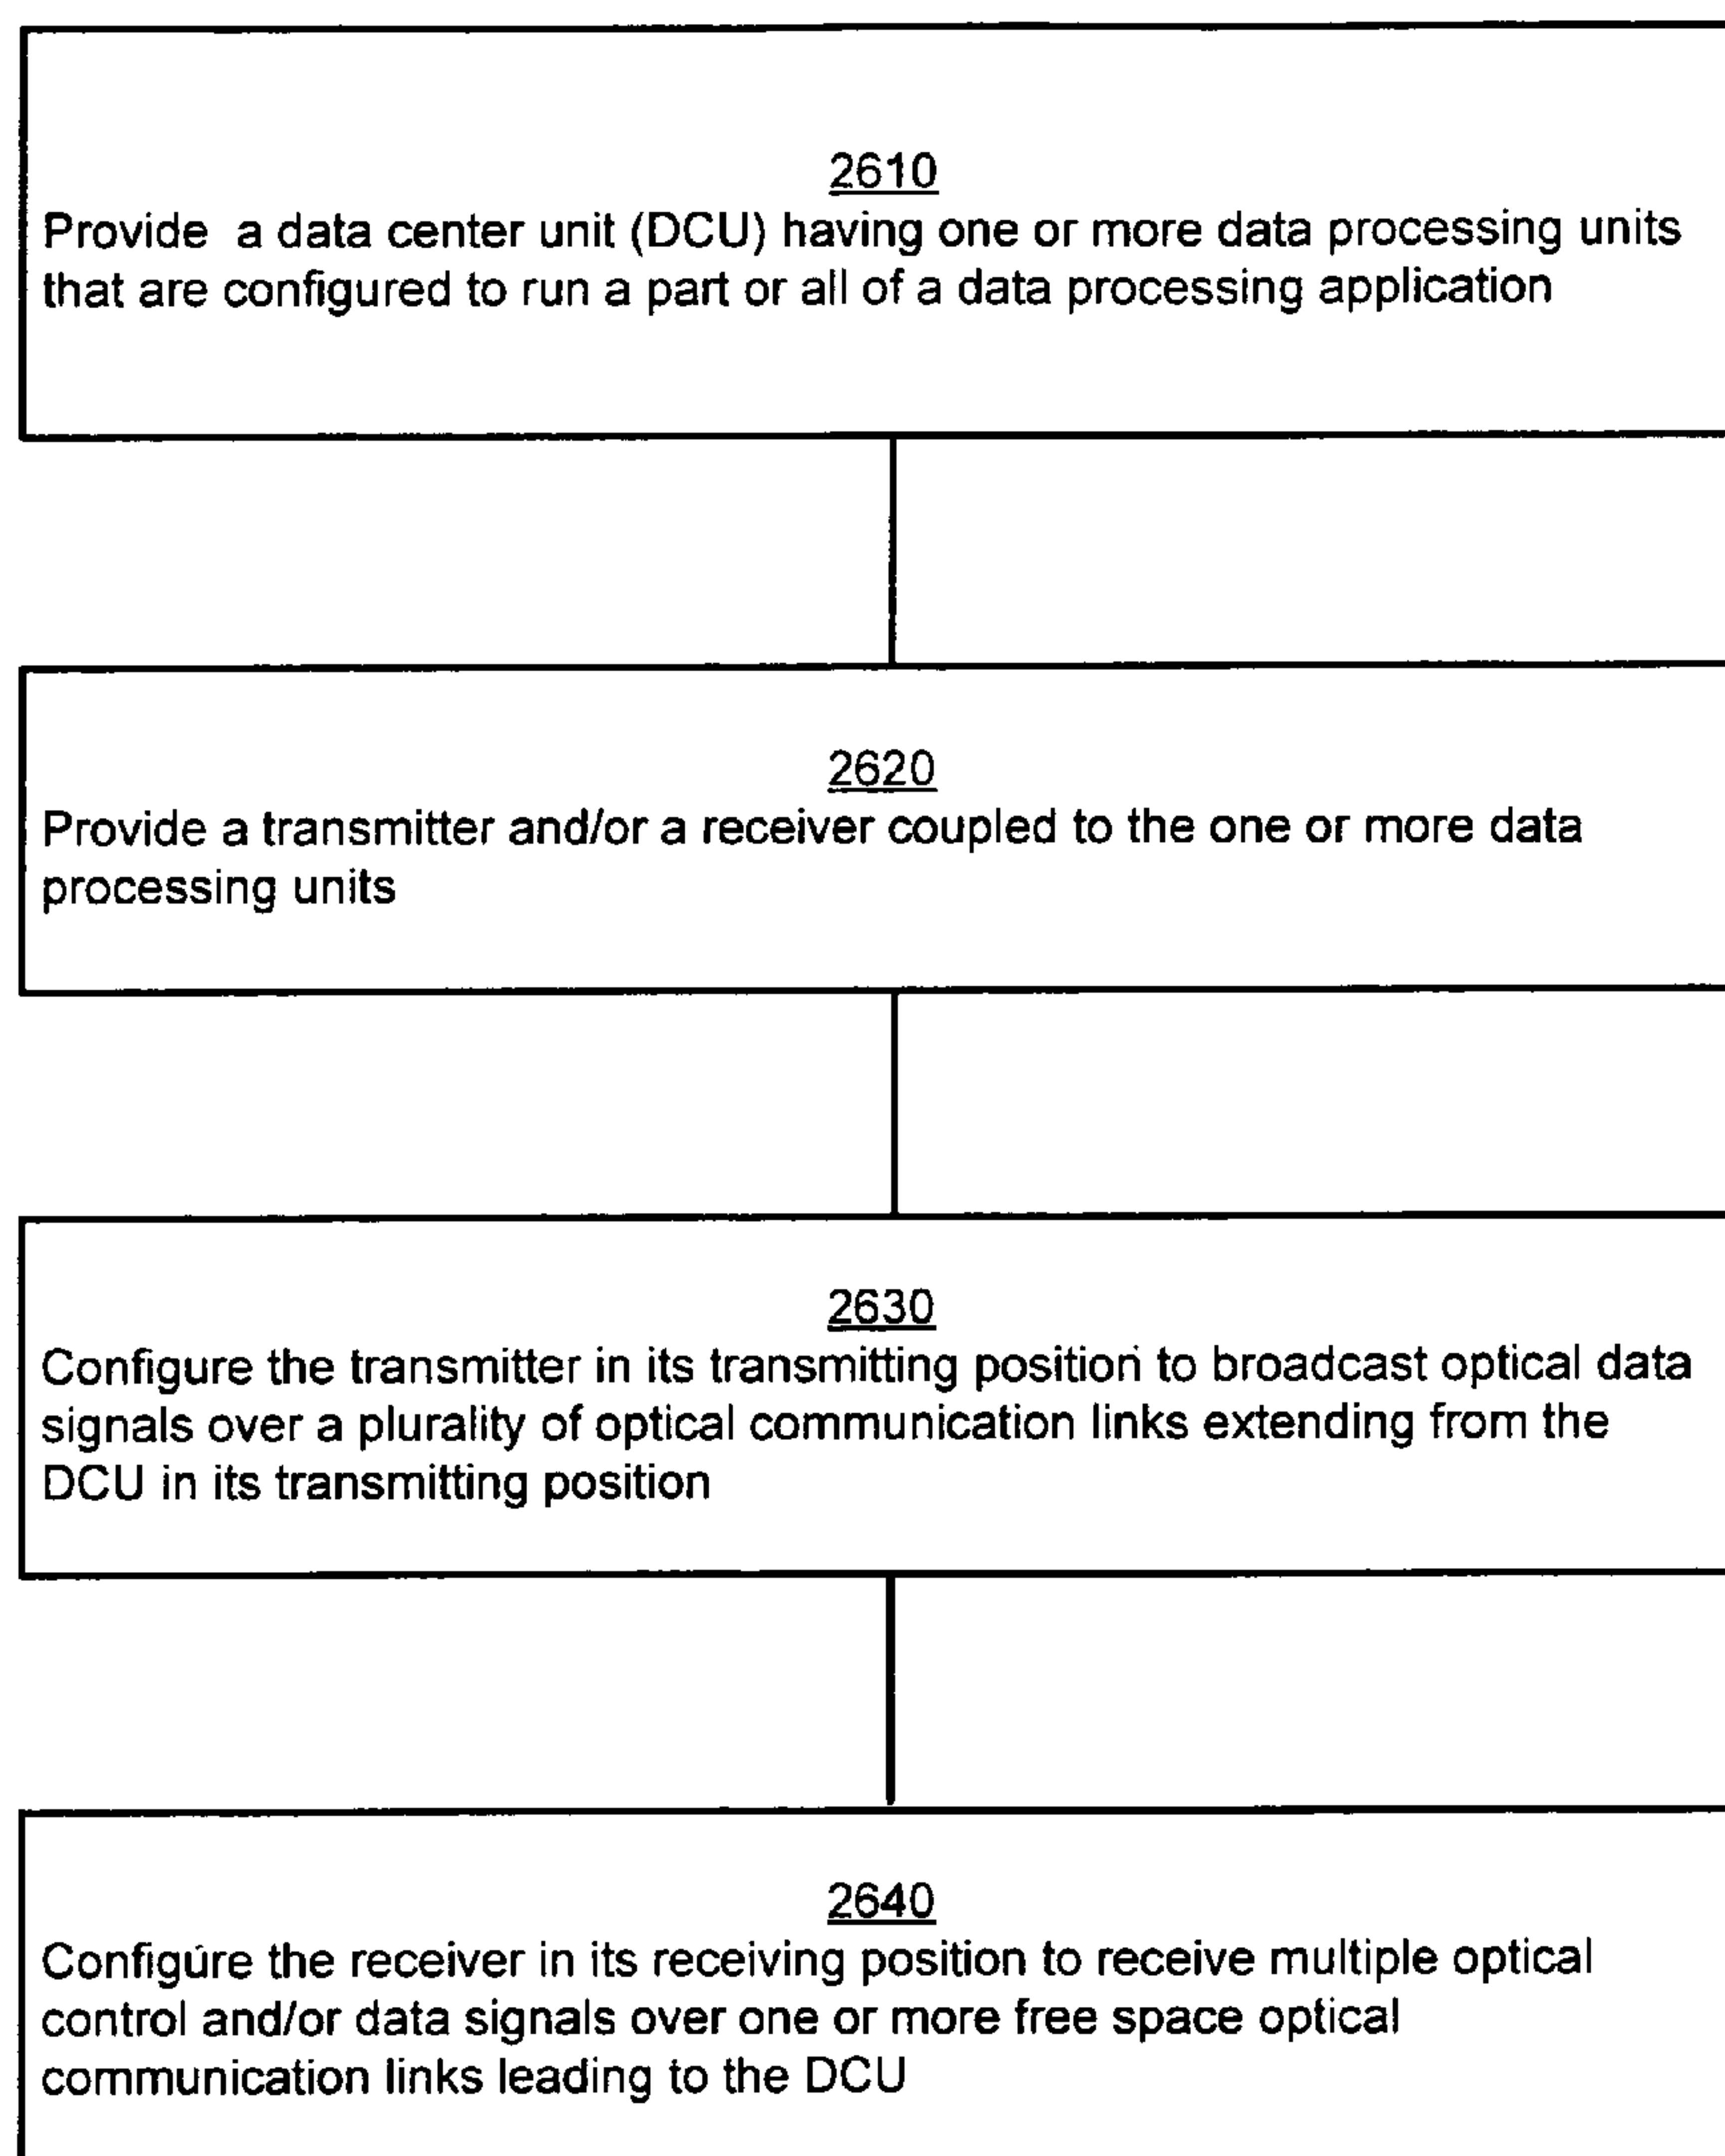 2610
Provide a data center unit (DCU) having one or more data processing units
that are configured to run a part or all of a data processing application
2620
Provide a transmitter and/or a receiver coupled to the one or more data
processing units
2630
Configure the transmitter in its transmitting position to broadcast optical data
signals over a plurality of optical communication links extending from the
DCU in its transmitting position
2640
Configure the receiver in its receiving position to receive multiple optical
control and/or data signals over one or more free space optical
communication links leading to the DCU